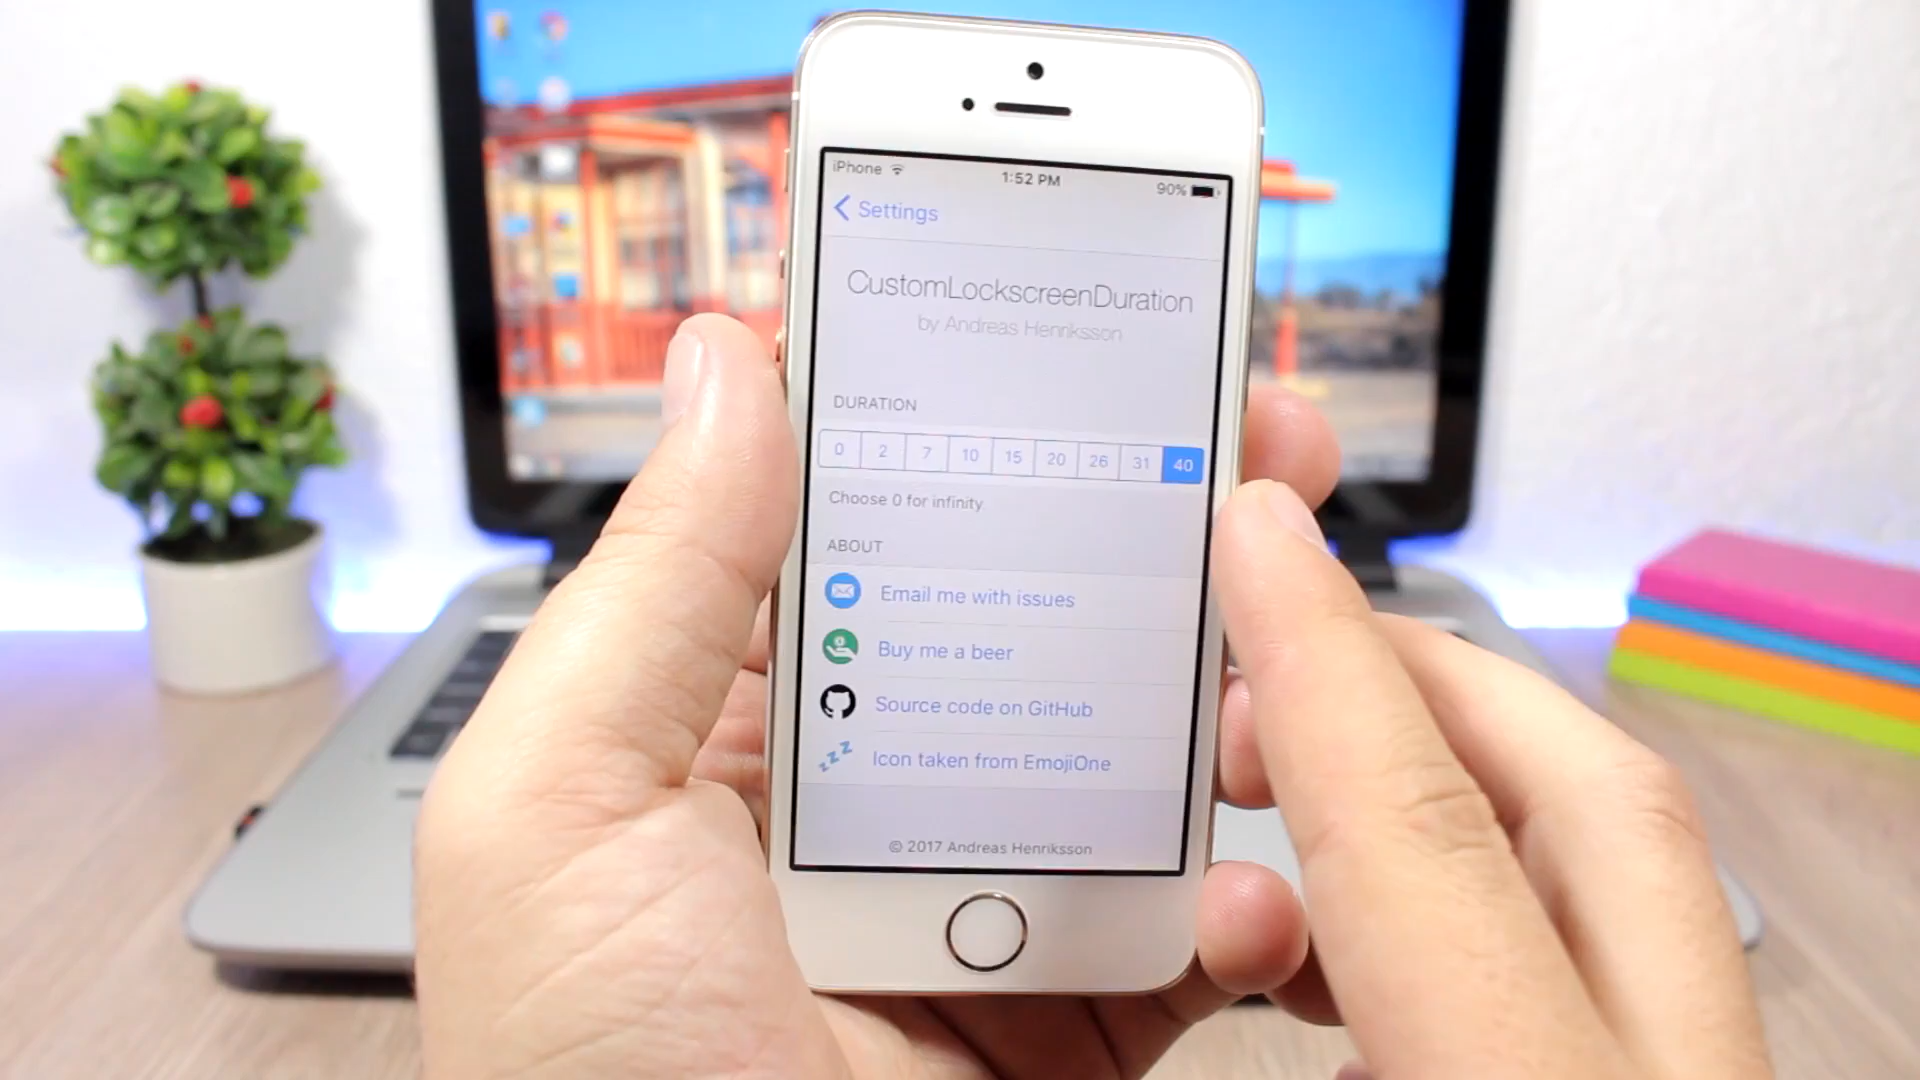 iPhone
1:52 PM
90%
Settings
CustomLockscreenDuration
by Andreas Henriksson
DURATION
0 2 7 10 15 20 26 31 40
Choose 0 for infinity.
ABOUT
Email me with issues
Buy me a beer
Source code on GitHub
Icon taken from EmojiOne
© 2017 Andreas Henriksson